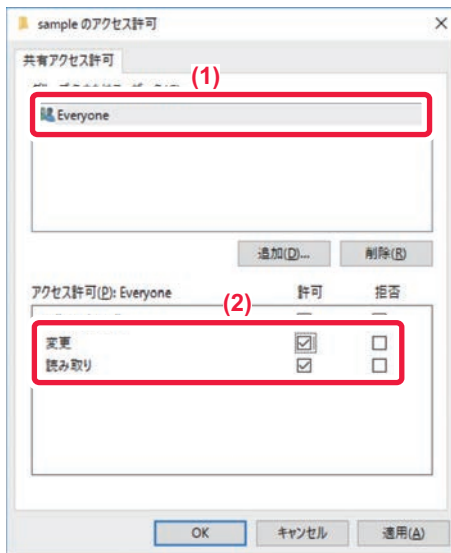 sample のアクセス許可
共有アクセス許可
(1)
Everyone
追加(D)... 削除(R)
アクセス許可(P): Everyone 許可 拒否
(2)
変更
読み取り
OK キャンセル 適用(A)